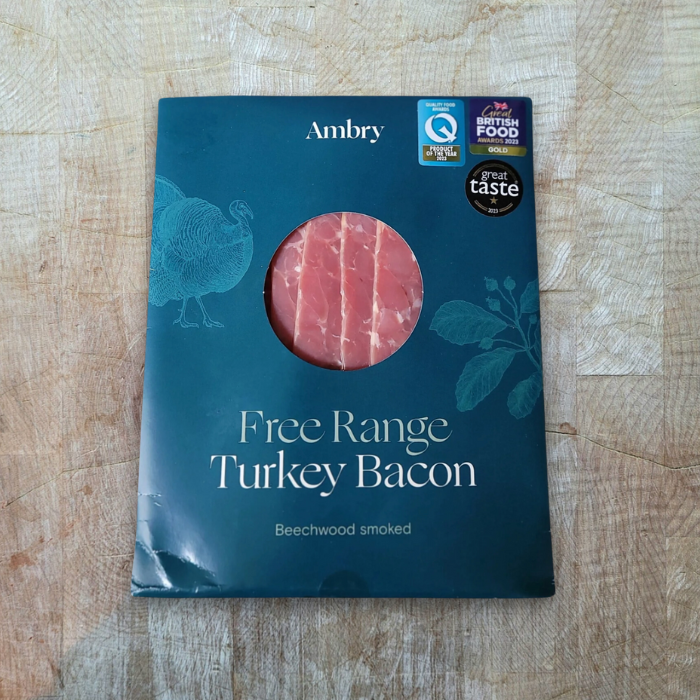 Ambry
QUALITY FOOD
AWARDS
Q
PRODUCT
OF THE YEAR
2023
Great
BRITISH
FOOD
AWARDS 2023
GOLD
great
taste
2023
Free Range
Turkey Bacon
Beechwood smoked